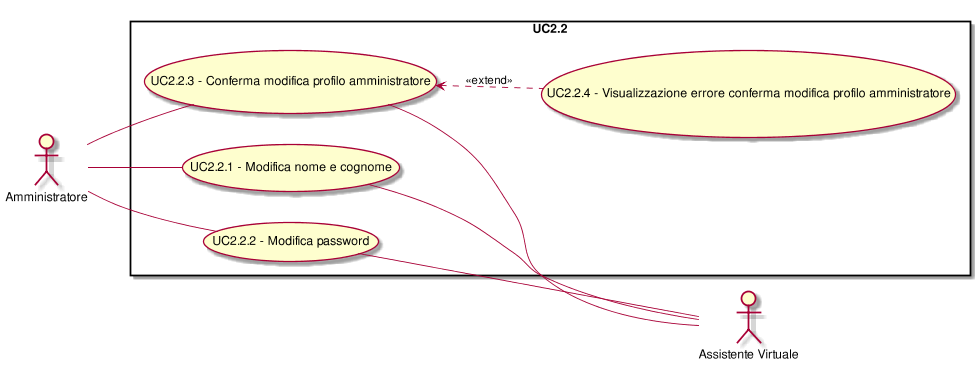 UC2.2
UC2.2.3 - Conferma modifica profilo amministratore
«extend»
UC2.2.4 - Visualizzazione errore conferma modifica profilo amministratore
UC2.2.1 - Modifica nome e cognome
Amministratore
UC2.2.2 - Modifica password
Assistente Virtuale